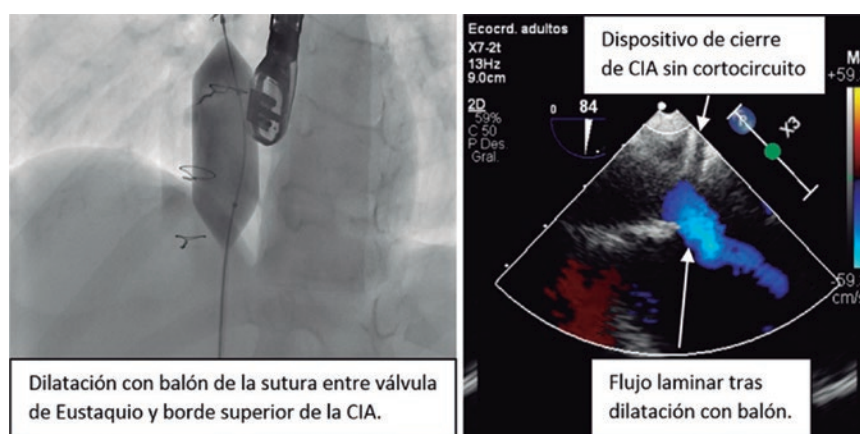 Dilatación con balón de la sutura entre válvula
de Eustaquio y borde superior de la CIA.
Ecocrd. adultos
X7-2t
13Hz
9.0cm
2D
59%
C 50
P Des.
Gral.
0 84
Dispositivo de cierre
de CIA sin cortocircuito
P
X3
M
+59.
-59.
cm/s
Flujo laminar tras
dilatación con balón.